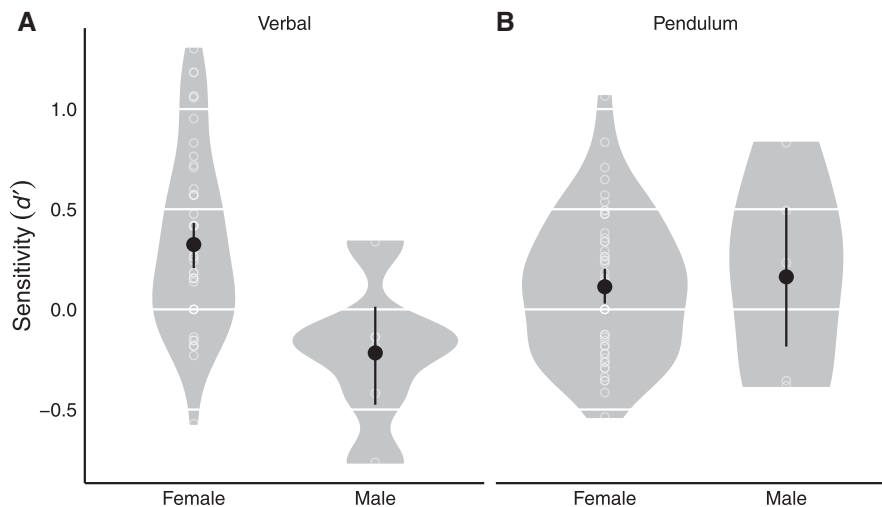 A
Verbal
B
Pendulum
Sensitivity (d′)
1.0
0.5
0.0
−0.5
Female
Male
Female
Male